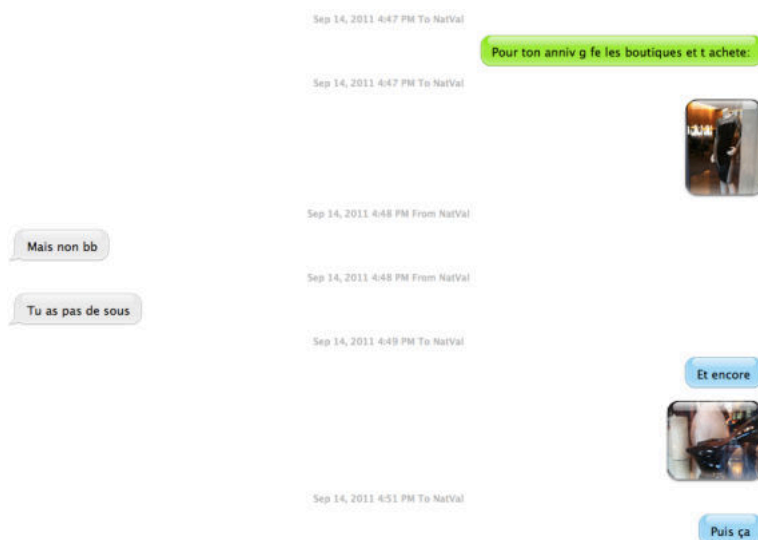 Sep 14, 2011 4:47 PM To NatVal
Pour ton anniv g fe les boutiques et t achete:
Sep 14, 2011 4:47 PM To NatVal
Sep 14, 2011 4:48 PM From NatVal
Mais non bb
Sep 14, 2011 4:48 PM From NatVal
Tu as pas de sous
Sep 14, 2011 4:49 PM To NatVal
Et encore
Sep 14, 2011 4:51 PM To NatVal
Puis ça